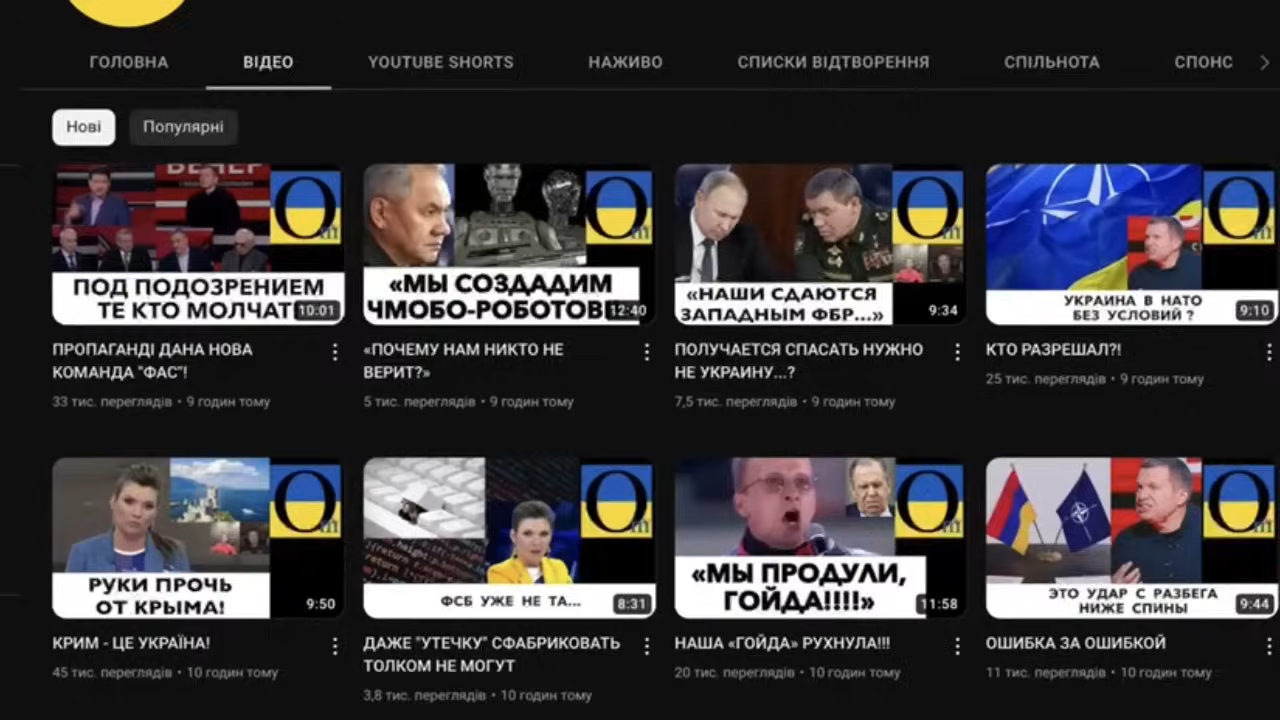 ГОЛОВНА
ВІДЕО
YOUTUBE SHORTS
НАЖИВО
СПИСКИ ВІДТВОРЕННЯ
СПІЛЬНОТА
СПОНС
Нові
Популярні
ВЕЧЕР
ПОД ПОДОЗРЕНИЕМ
ТЕ КТО МОЛЧАТ
10:01
«МЫ СОЗДАДИМ
ЧМОБО-РОБОТОВ
12:40
«НАШИ СДАЮТСЯ
ЗАПАДНЫМ ФБР...»
9:34
УКРАИНА В НАТО
БЕЗ УСЛОВИЙ ?
9:10
ПРОПАГАНДІ ДАНА НОВА
КОМАНДА "ФАС"!
33 тис. переглядів • 9 годин тому
«ПОЧЕМУ НАМ НИКТО НЕ
ВЕРИТ?»
5 тис. переглядів • 9 годин тому
ПОЛУЧАЕТСЯ СПАСАТЬ НУЖНО
НЕ УКРАИНУ...?
7,5 тис. переглядів • 9 годин тому
КТО РАЗРЕШАЛ?!
25 тис. переглядів • 9 годин тому
РУКИ ПРОЧЬ
ОТ КРЫМА!
9:50
ФСБ УЖЕ НЕ ТА...
8:31
«МЫ ПРОДУЛИ,
ГОЙДА!!!!»
11:58
ЭТО УДАР С РАЗБЕГА
НИЖЕ СПИНЫ
9:44
КРИМ - ЦЕ УКРАЇНА!
45 тис. переглядів • 10 годин тому
ДАЖЕ "УТЕЧКУ" СФАБРИКОВАТЬ
ТОЛКОМ НЕ МОГУТ
3,8 тис. переглядів • 10 годин тому
НАША «ГОЙДА» РУХНУЛА!!!
20 тис. переглядів • 10 годин тому
ОШИБКА ЗА ОШИБКОЙ
11 тис. переглядів • 10 годин тому